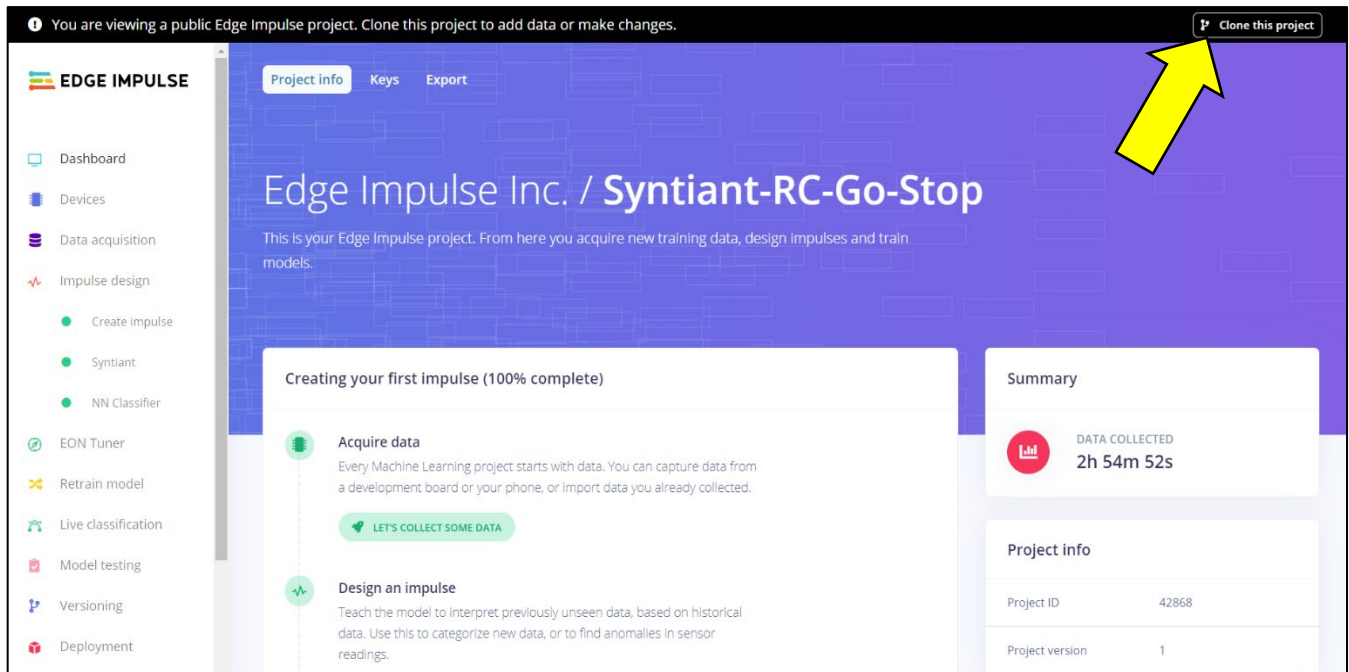 You are viewing a public Edge Impulse project. Clone this project to add data or make changes.
Clone this project
EDGE IMPULSE
Dashboard
Devices
Data acquisition
Impulse design
Create impulse
Syntiant
NN Classifier
EON Tuner
Retrain model
Live classification
Model testing
Versioning
Deployment
Project info
Keys
Export
Edge Impulse Inc. / Syntiant-RC-Go-Stop
This is your Edge Impulse project. From here you acquire new training data, design impulses and train
models.
Creating your first impulse (100% complete)
Acquire data
Every Machine Learning project starts with data. You can capture data from
a development board or your phone, or import data you already collected.
LET'S COLLECT SOME DATA
Design an impulse
Teach the model to interpret previously unseen data, based on historical
data. Use this to categorize new data, or to find anomalies in sensor
readings.
Summary
DATA COLLECTED
2h 54m 52s
Project info
Project ID 42868
Project version 1